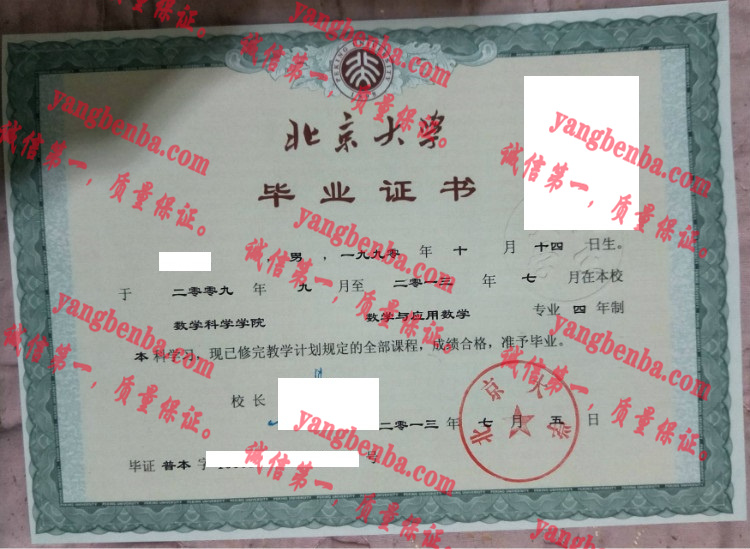 北京大学
毕业证书
，男，一九九〇年十月十四日生。
于二〇〇九年九月至二〇一三年七月在本校
数学科学学院 数学与应用数学 专业四年制
本科学习，现已修完教学计划规定的全部课程，成绩合格，准予毕业。
校长
二〇一三年七月五日
毕证普本字 号
北京大学
yangbenba.com
诚信第一，质量保证。